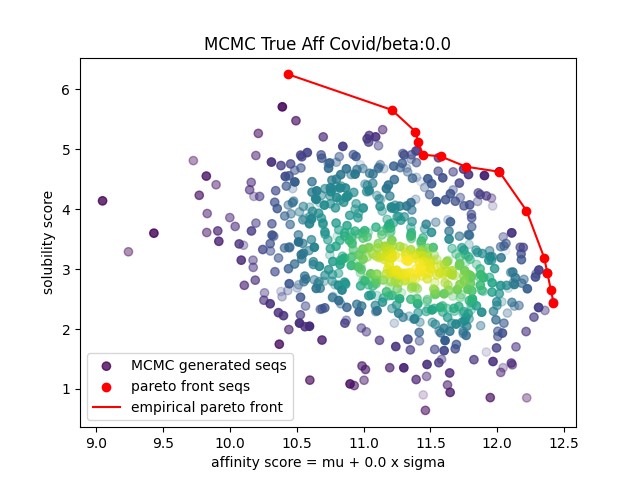 MCMC True Aff Covid/beta:0.0
solubility score
6
5
4
3
2
1
MCMC generated seqs
pareto front seqs
empirical pareto front
9.0 9.5 10.0 10.5 11.0 11.5 12.0 12.5
affinity score = mu + 0.0 x sigma